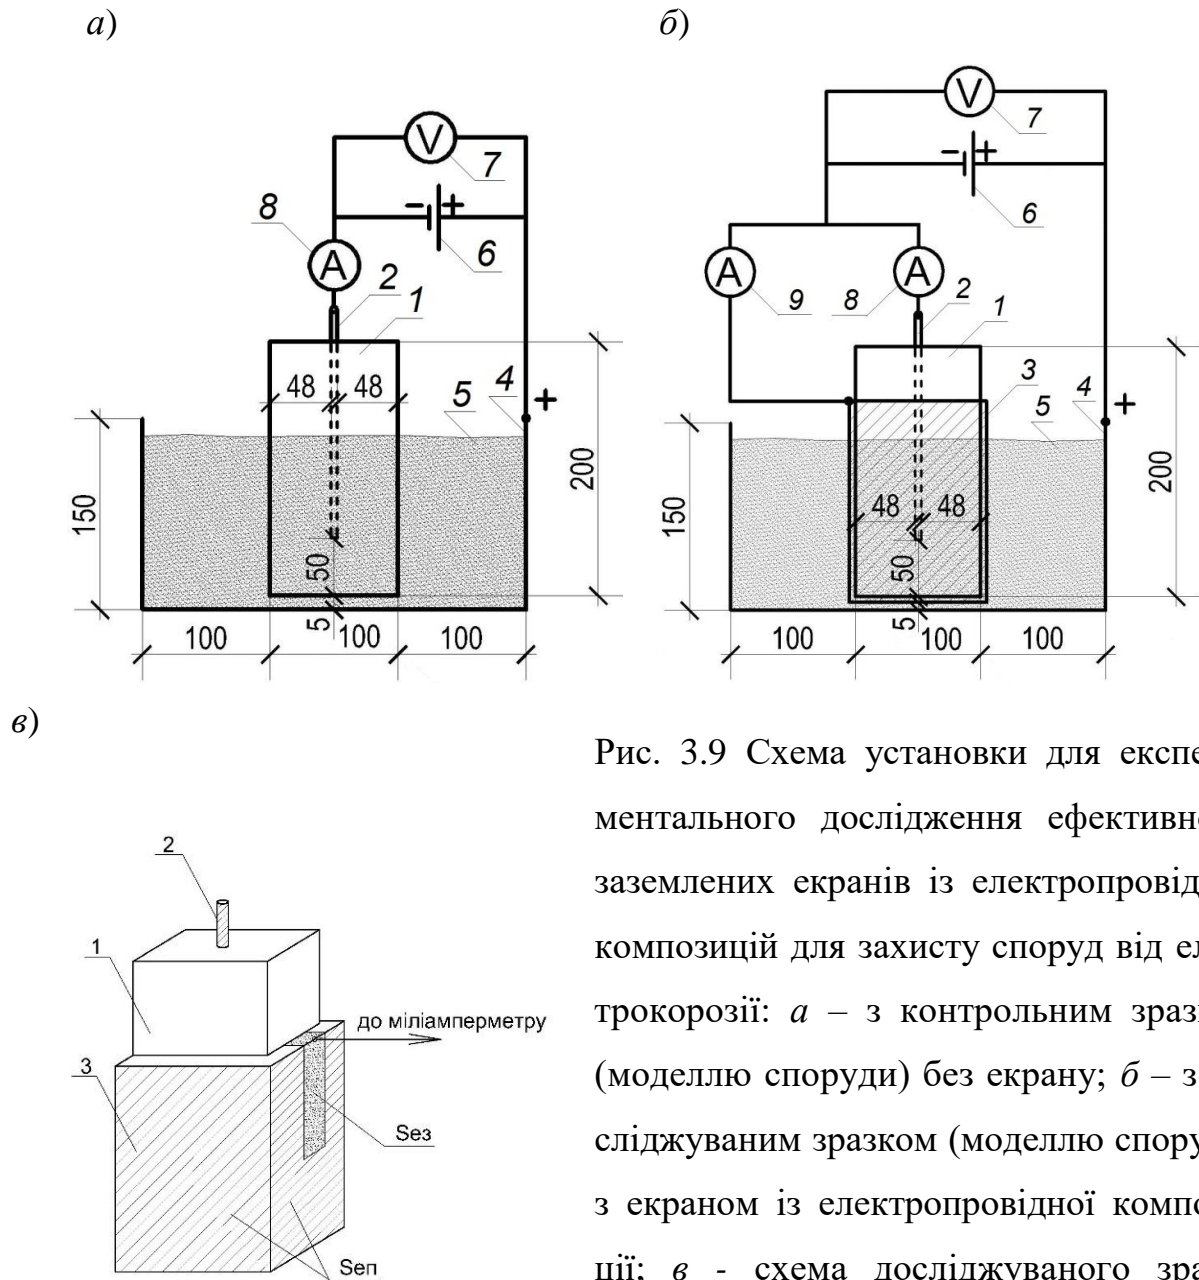 а)
б)
V
7
- +
6
8
A
2
1
48 48
4
+
5
150
200
50
5
100 100 100
V
7
- +
6
A
9
8
A
2
1
3
5
4
+
48 48
150
200
50
5
100 100 100
в)
2
1
3
до міліамперметру
Sез
Sеп
Рис. 3.9 Схема установки для експе
ментального дослідження ефективн
заземлених екранів із електропровід
композицій для захисту споруд від ел
трокорозії: а – з контрольним зраз
(моделлю споруди) без екрану; б – з
сліджуваним зразком (моделлю спору
з екраном із електропровідної компо
ції; в - схема досліджуваного зра